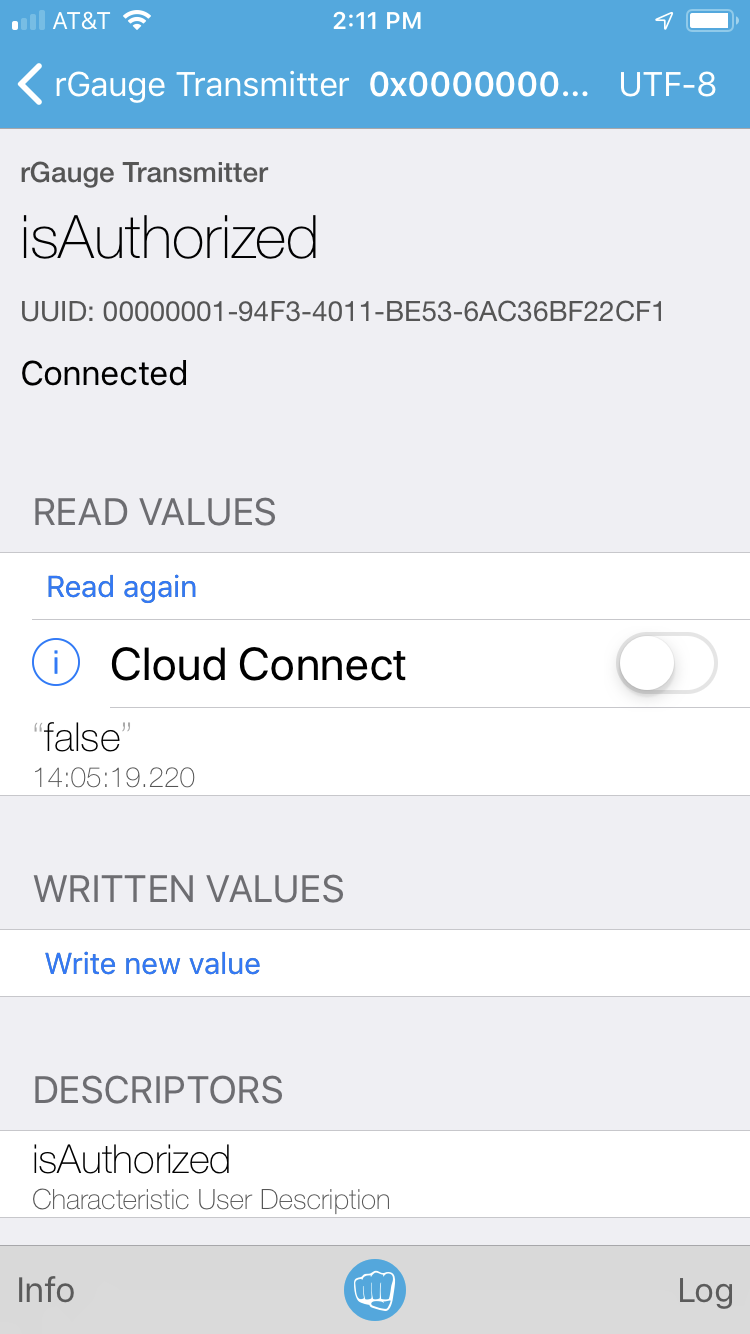 AT&T 2:11 PM
rGauge Transmitter 0x0000000... UTF-8
rGauge Transmitter
isAuthorized
UUID: 00000001-94F3-4011-BE53-6AC36BF22CF1
Connected
READ VALUES
Read again
i Cloud Connect
“false”
14:05:19.220
WRITTEN VALUES
Write new value
DESCRIPTORS
isAuthorized
Characteristic User Description
Info Log